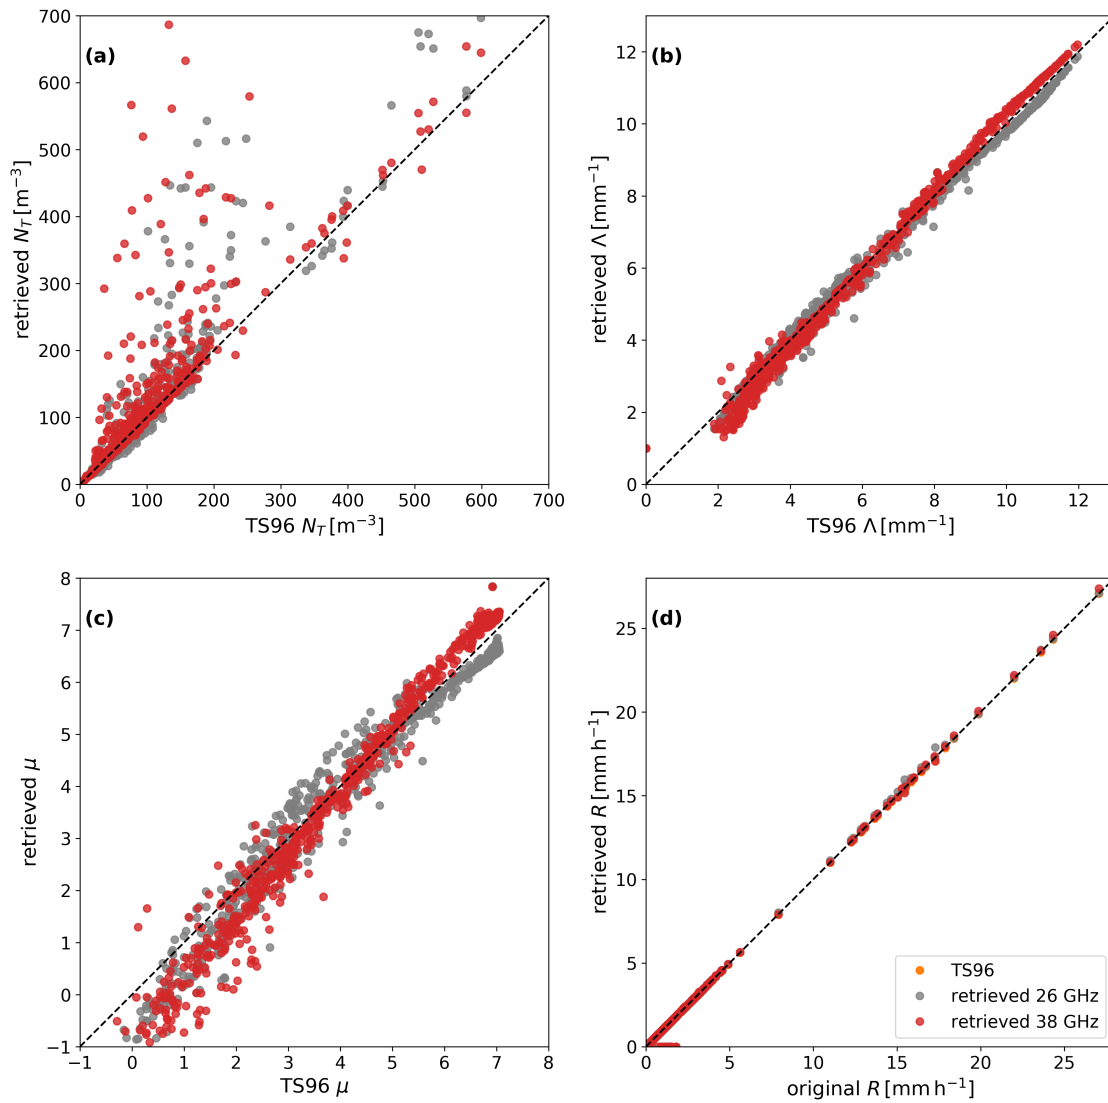 (a)
retrieved N_T [m⁻³]
700
600
500
400
300
200
100
0
0 100 200 300 400 500 600 700
TS96 N_T [m⁻³]
(b)
retrieved Λ [mm⁻¹]
12
10
8
6
4
2
0
0 2 4 6 8 10 12
TS96 Λ [mm⁻¹]
(c)
retrieved μ
8
7
6
5
4
3
2
1
0
−1
−1 0 1 2 3 4 5 6 7 8
TS96 μ
(d)
retrieved R [mm h⁻¹]
25
20
15
10
5
0
0 5 10 15 20 25
original R [mm h⁻¹]
TS96
retrieved 26 GHz
retrieved 38 GHz